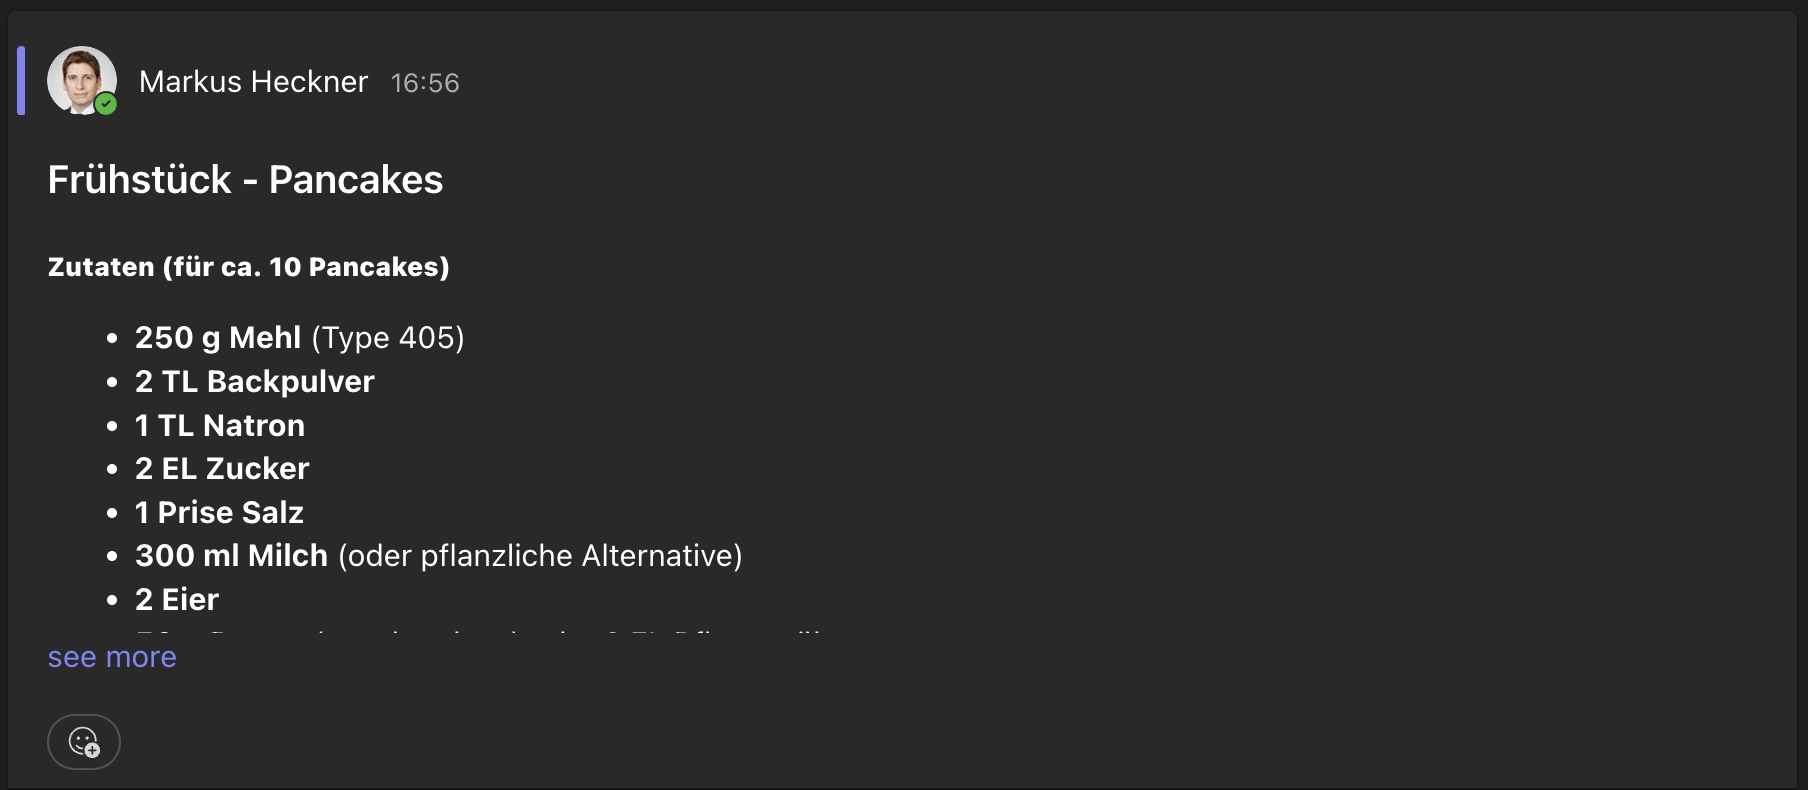 Markus Heckner 16:56
Frühstück - Pancakes
Zutaten (für ca. 10 Pancakes)
• 250 g Mehl (Type 405)
• 2 TL Backpulver
• 1 TL Natron
• 2 EL Zucker
• 1 Prise Salz
• 300 ml Milch (oder pflanzliche Alternative)
• 2 Eier
see more